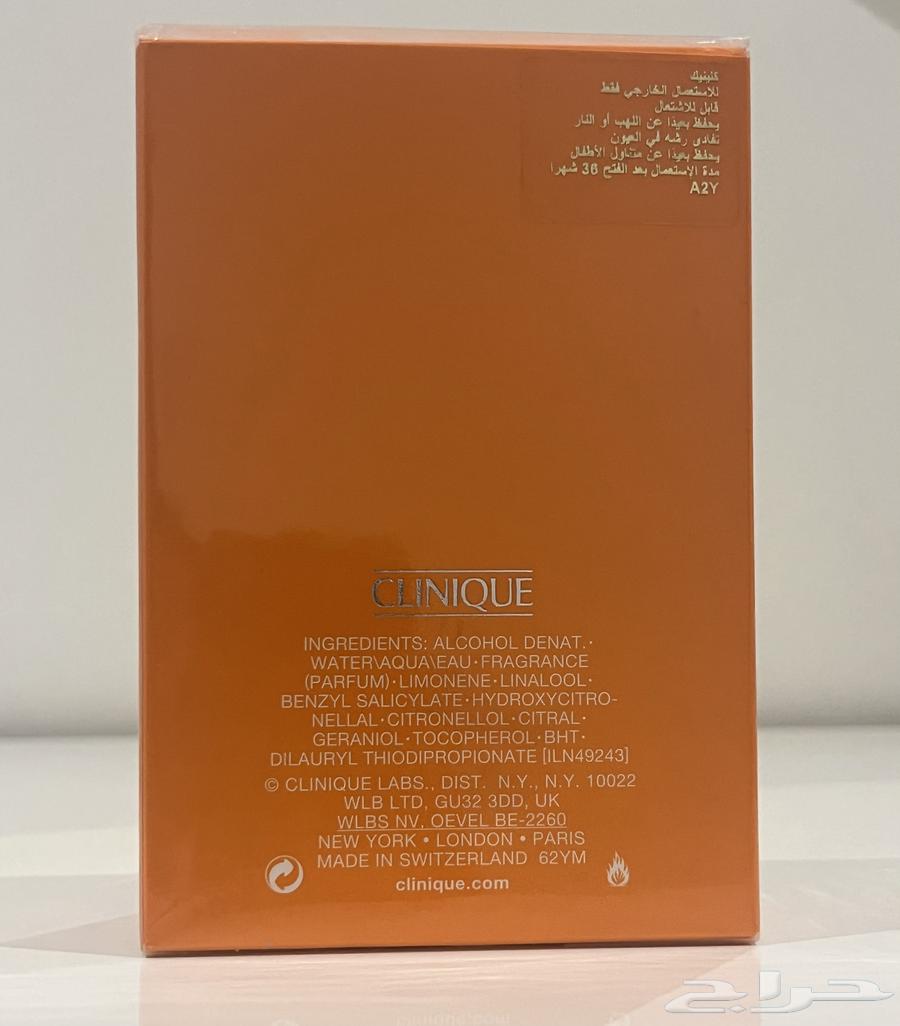 كلينيك
للاستعمال الخارجي فقط
قابل للاشتعال
يحفظ بعيدا عن اللهب أو النار
تفادى رشه في العيون
يحفظ بعيدا عن متناول الأطفال
مدة الإستعمال بعد الفتح 36 شهرا
A2Y
CLINIQUE
INGREDIENTS: ALCOHOL DENAT.·
WATER\AQUA\EAU·FRAGRANCE
(PARFUM)·LIMONENE·LINALOOL·
BENZYL SALICYLATE·HYDROXYCITRO-
NELLAL·CITRONELLOL·CITRAL·
GERANIOL·TOCOPHEROL·BHT·
DILAURYL THIODIPROPIONATE [ILN49243]
© CLINIQUE LABS., DIST. N.Y., N.Y. 10022
WLB LTD, GU32 3DD, UK
WLBS NV, OEVEL BE-2260
NEW YORK • LONDON • PARIS
MADE IN SWITZERLAND 62YM
clinique.com
حراج